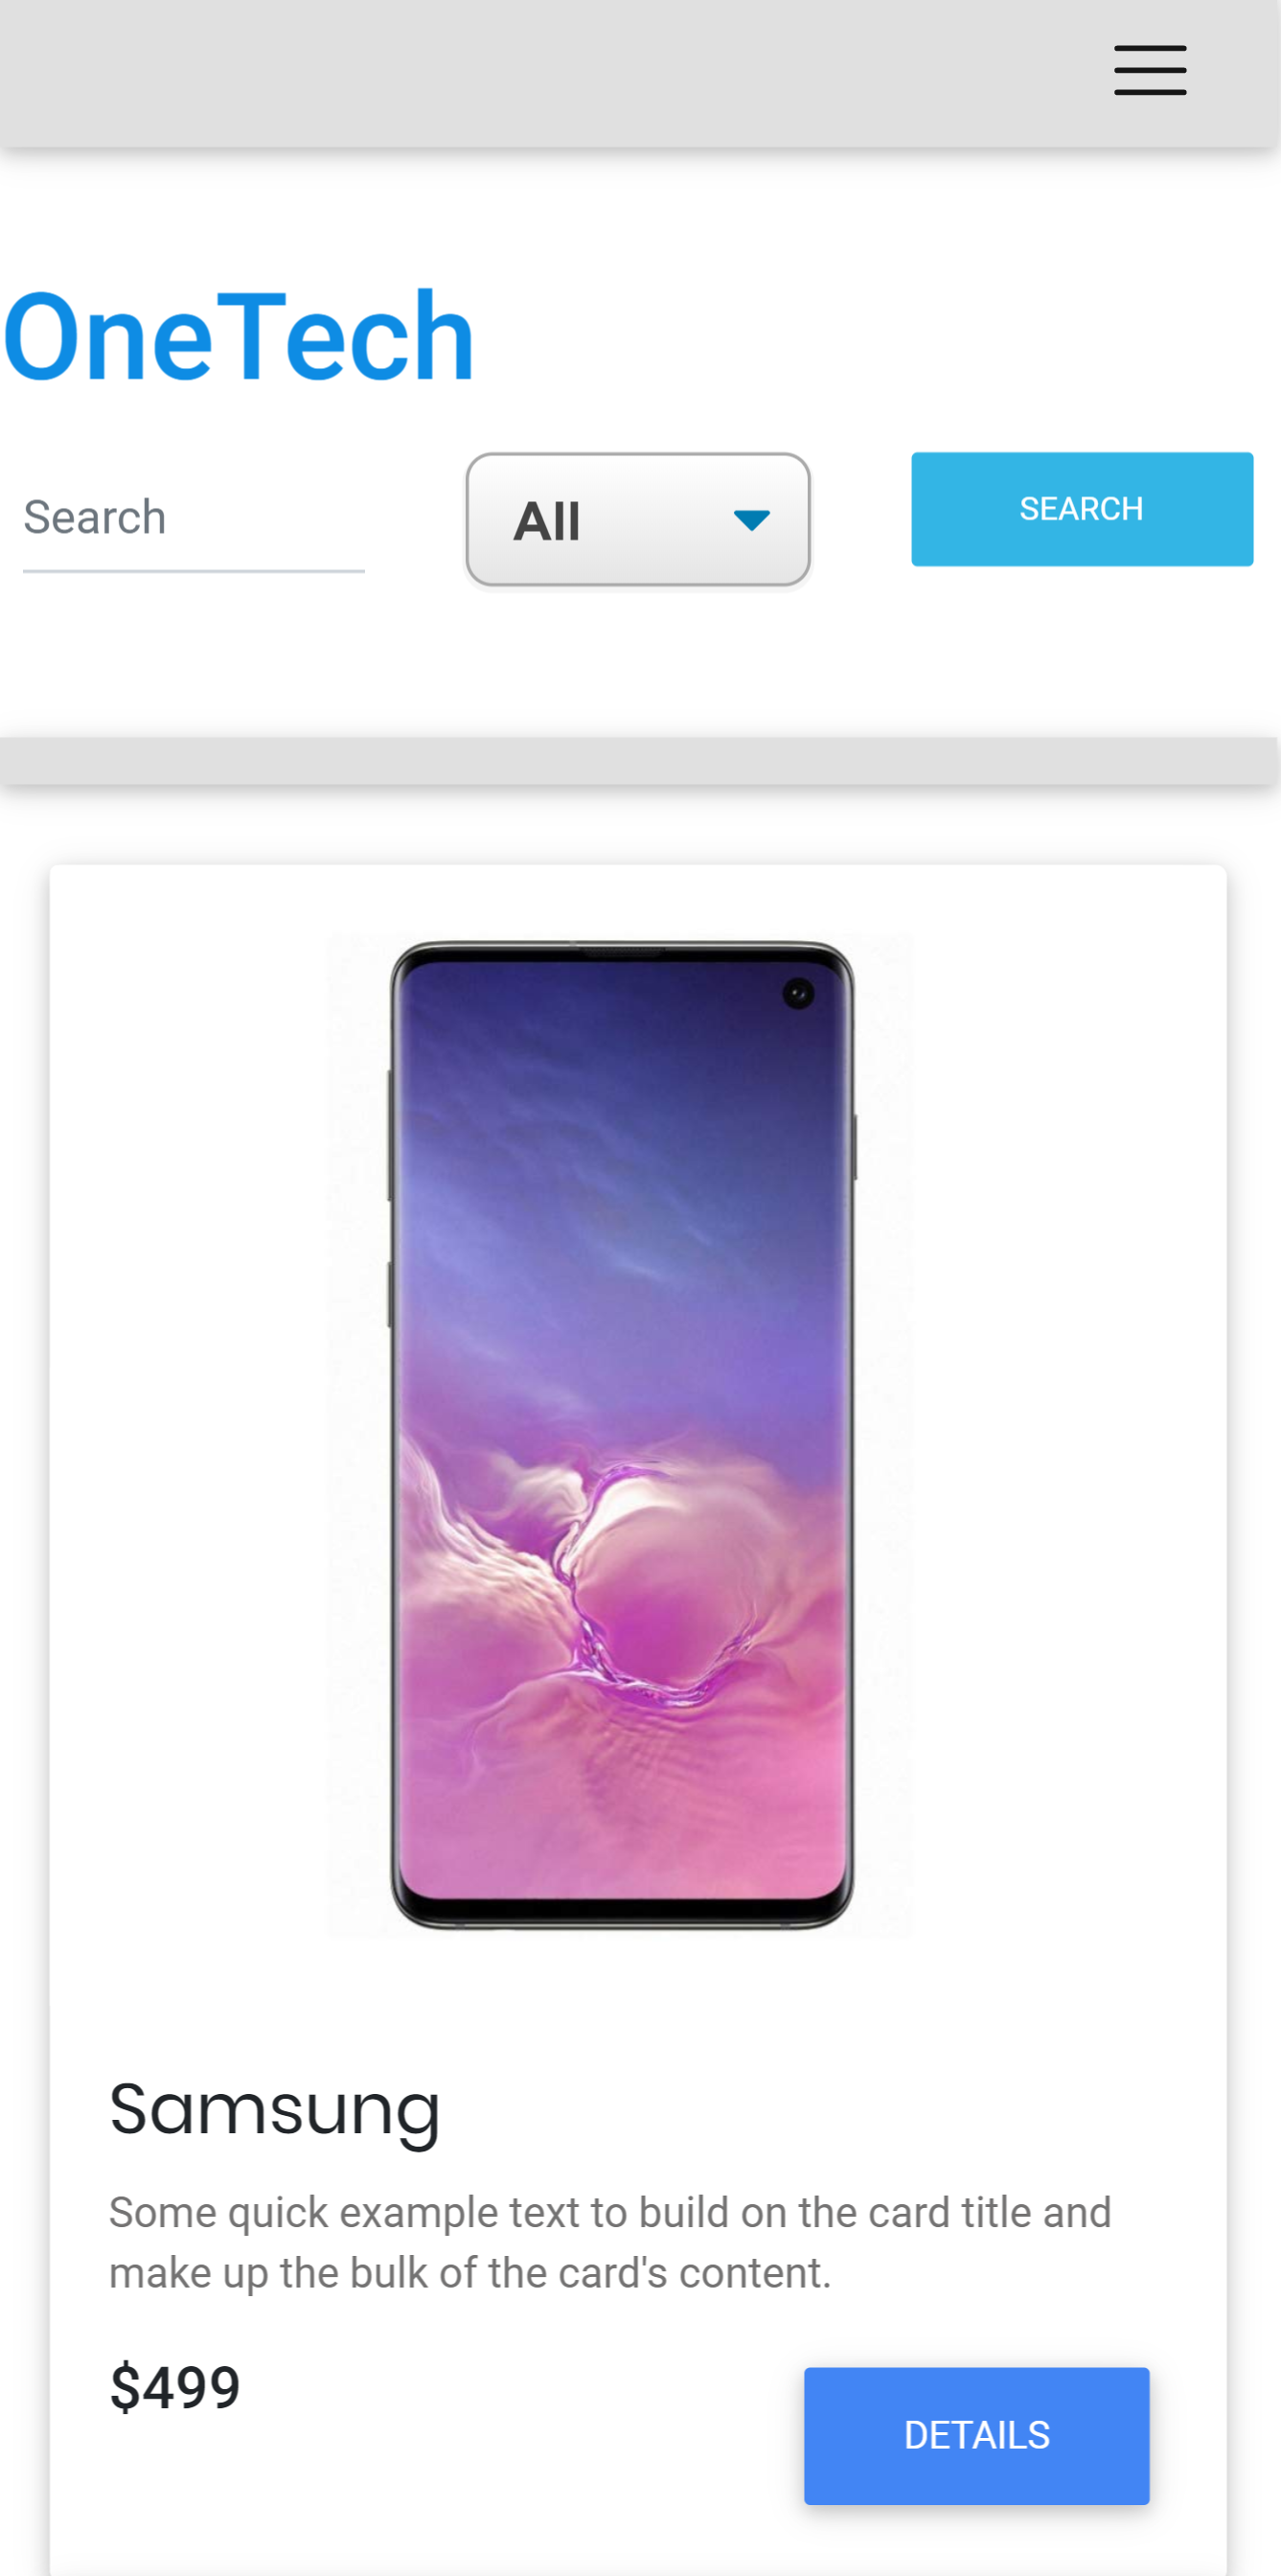 OneTech
Search
All
SEARCH
Samsung
Some quick example text to build on the card title and
make up the bulk of the card's content.
$499
DETAILS